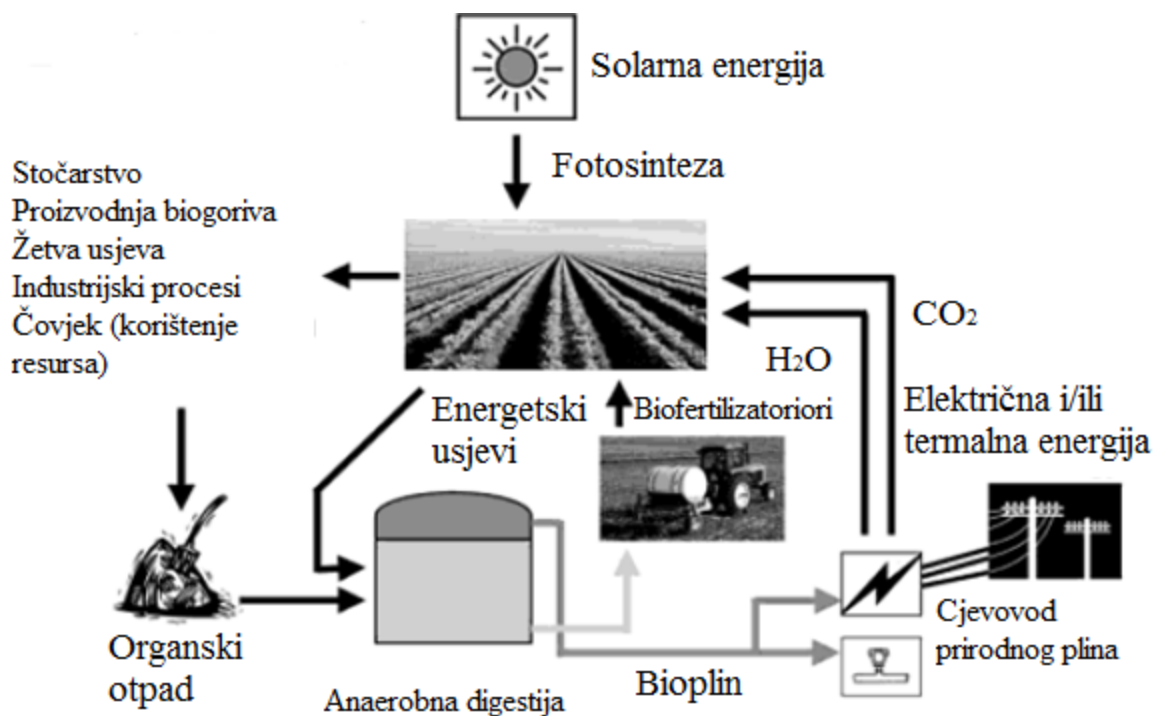 Solarna energija
Fotosinteza
Stočarstvo
Proizvodnja biogoriva
Žetva usjeva
Industrijski procesi
Čovjek (korištenje
resursa)
CO2
H2O
Energetski
usjevi
Biofertilizatoriori
Električna i/ili
termalna energija
Organski
otpad
Anaerobna digestija
Bioplin
Cjevovod
prirodnog plina